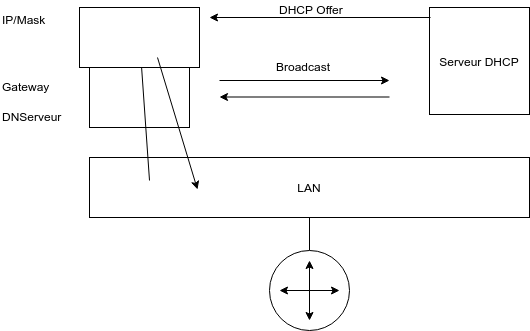 DHCP Offer
IP/Mask
Serveur DHCP
Broadcast
Gateway
DNServeur
LAN